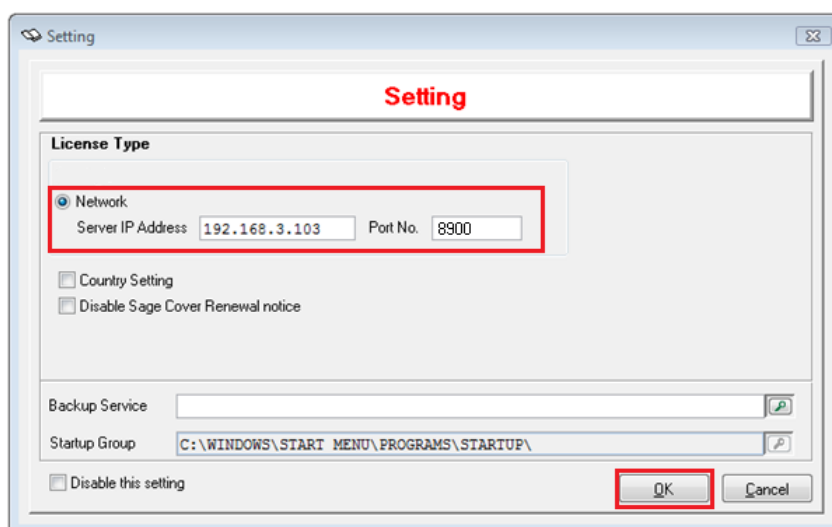 Setting
Setting
License Type
Network
Server IP Address 192.168.3.103 Port No. 8900
Country Setting
Disable Sage Cover Renewal notice
Backup Service
Startup Group C:\WINDOWS\START MENU\PROGRAMS\STARTUP\
Disable this setting
OK Cancel